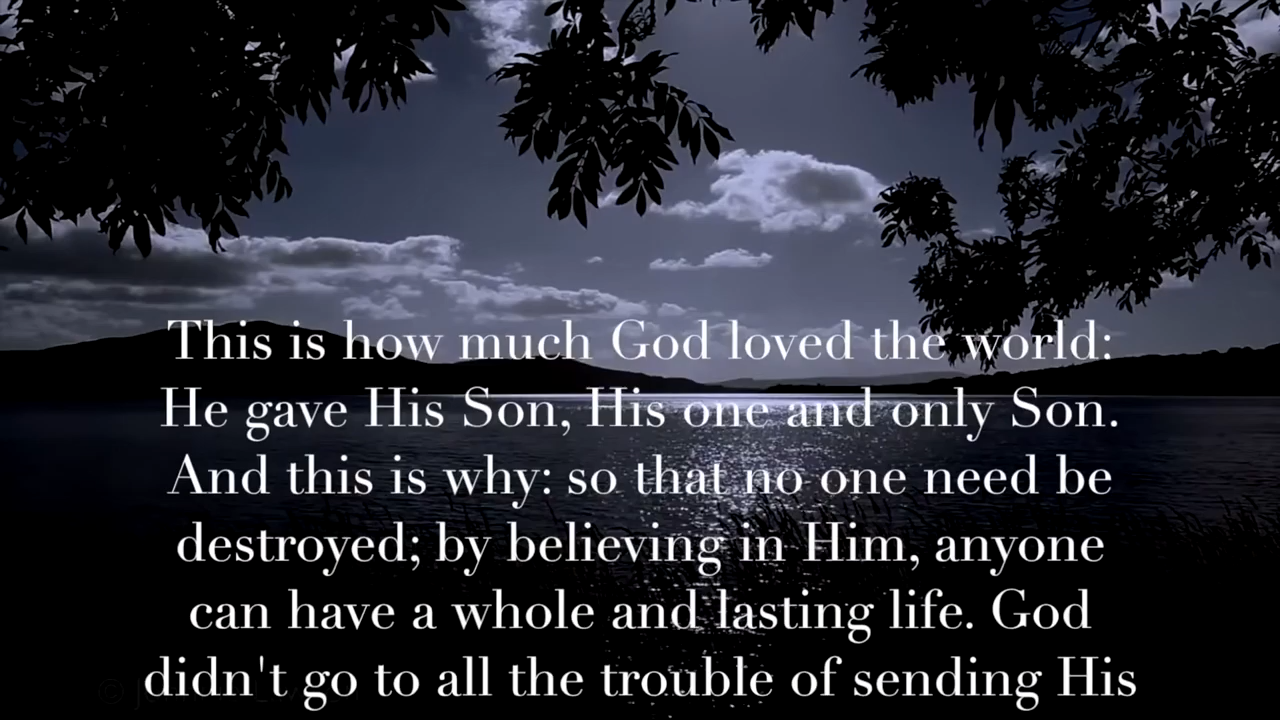 This is how much God loved the world:
He gave His Son, His one and only Son.
And this is why: so that no one need be
destroyed; by believing in Him, anyone
can have a whole and lasting life. God
didn't go to all the trouble of sending His